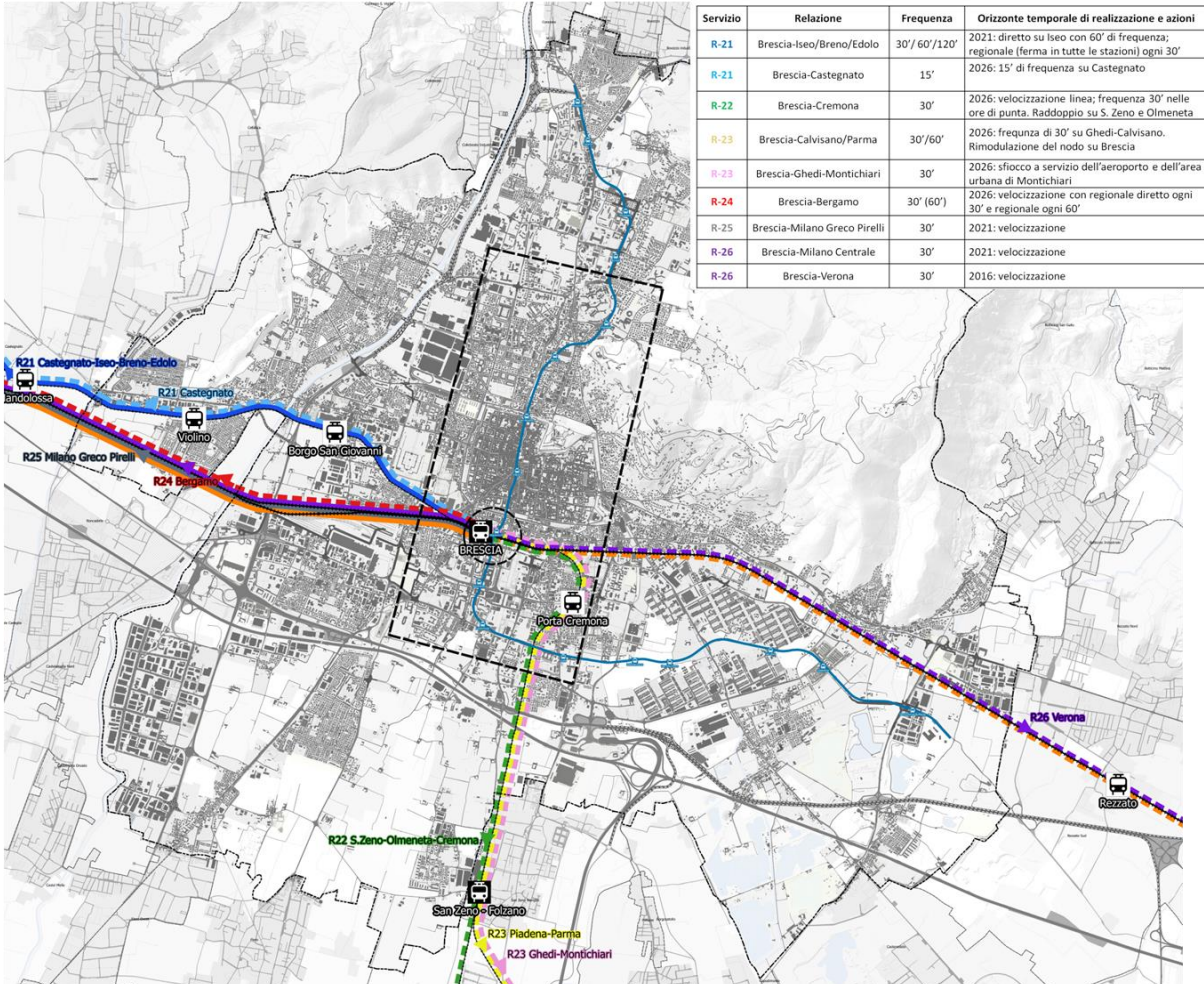 Servizio Relazione Frequenza Orizzonte temporale di realizzazione e azioni
R-21 Brescia-Iseo/Breno/Edolo 30’/ 60’/120’ 2021: diretto su Iseo con 60’ di frequenza;
regionale (ferma in tutte le stazioni) ogni 30’
R-21 Brescia-Castegnato 15’ 2026: 15’ di frequenza su Castegnato
R-22 Brescia-Cremona 30’ 2026: velocizzazione linea; frequenza 30’ nelle
ore di punta. Raddoppio su S. Zeno e Olmeneta
R-23 Brescia-Calvisano/Parma 30’/60’ 2026: frequnza di 30’ su Ghedi-Calvisano.
Rimodulazione del nodo su Brescia
R-23 Brescia-Ghedi-Montichiari 30’ 2026: sfiocco a servizio dell’aeroporto e dell’area
urbana di Montichiari
R-24 Brescia-Bergamo 30’ (60’) 2026: velocizzazione con regionale diretto ogni
30’ e regionale ogni 60’
R-25 Brescia-Milano Greco Pirelli 30’ 2021: velocizzazione
R-26 Brescia-Milano Centrale 30’ 2021: velocizzazione
R-26 Brescia-Verona 30’ 2016: velocizzazione
R21 Castegnato-Iseo-Breno-Edolo
R21 Castegnato
landolossa
Violino
Borgo San Giovanni
R25 Milano Greco Pirelli
R24 Bergamo
BRESCIA
Porta Cremona
R26 Verona
Rezzato
R22 S.Zeno-Olmeneta-Cremona
San Zeno - Folzano
R23 Piadena-Parma
R23 Ghedi-Montichiari